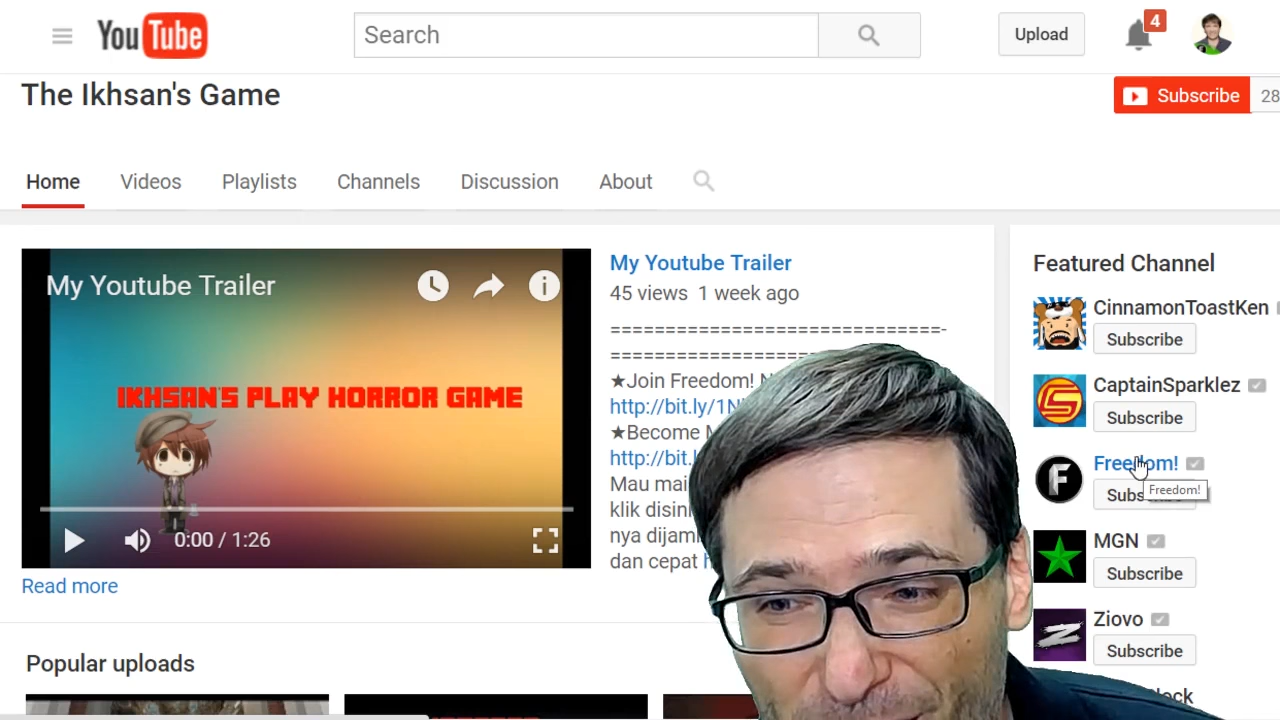 YouTube
Search
Upload
4
The Ikhsan's Game
Subscribe
28
Home
Videos
Playlists
Channels
Discussion
About
My Youtube Trailer
IKHSAN'S PLAY HORROR GAME
0:00 / 1:26
Read more
My Youtube Trailer
45 views 1 week ago
==============================-
★Join Freedom!
http://bit.ly/1N
★Become
http://bit.
Mau mai
klik disin
nya dijami
dan cepat
Popular uploads
Featured Channel
CinnamonToastKen
Subscribe
CaptainSparklez
Subscribe
Freedom!
Freedom!
MGN
Subscribe
Ziovo
Subscribe